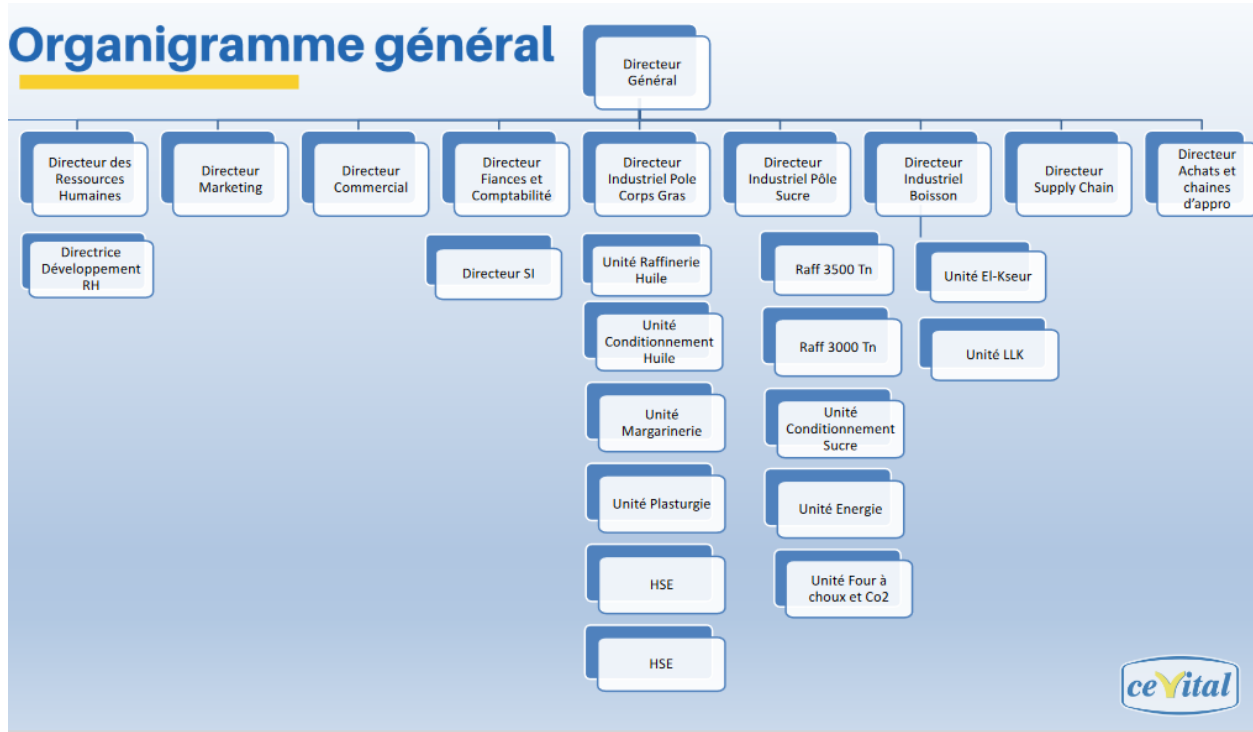 Organigramme général
Directeur
Général
Directeur des
Ressources
Humaines
Directeur
Marketing
Directeur
Commercial
Directeur
Fiances et
Comptabilité
Directeur
Industriel Pole
Corps Gras
Directeur
Industriel Pôle
Sucre
Directeur
Industriel
Boisson
Directeur
Supply Chain
Directeur
Achats et
chaines
d'appro
Directrice
Développement
RH
Directeur SI
Unité Raffinerie
Huile
Unité
Conditionnement
Huile
Unité
Margarinerie
Unité Plasturgie
HSE
HSE
Raff 3500 Tn
Raff 3000 Tn
Unité
Conditionnement
Sucre
Unité Energie
Unité Four à
choux et Co2
Unité El-Kseur
Unité LLK
ceVital